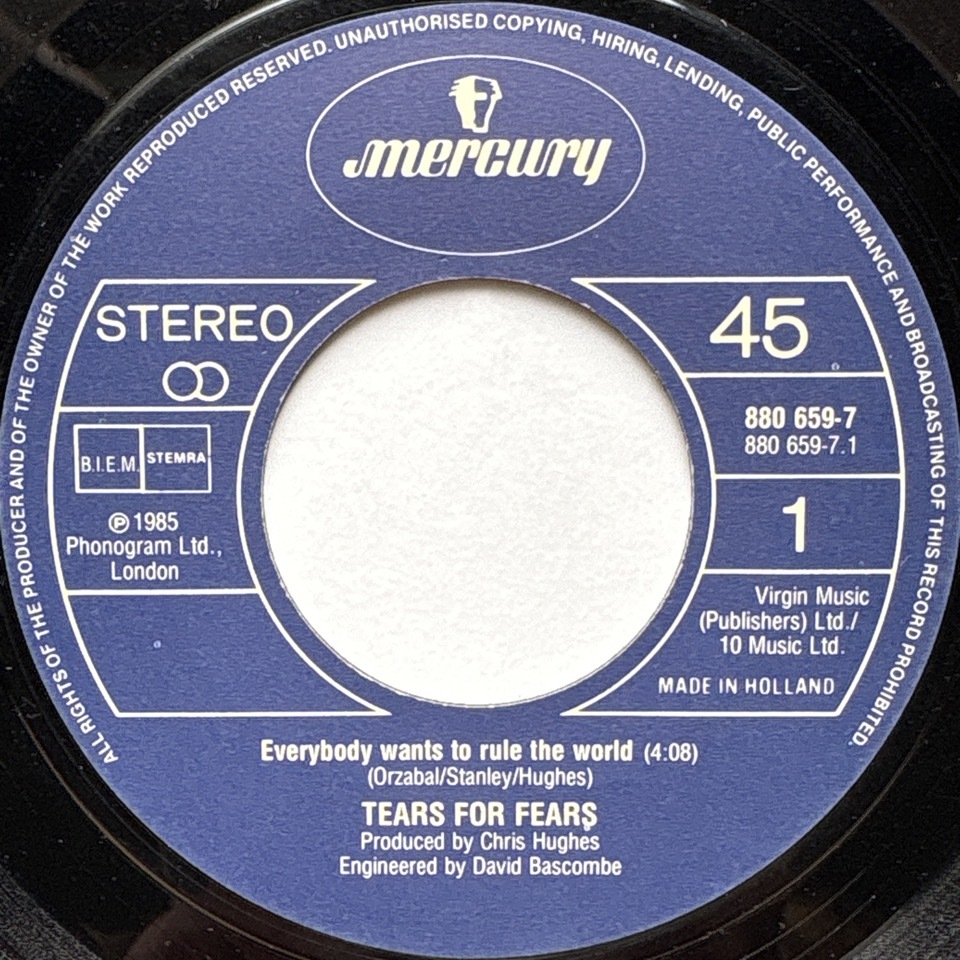 ALL RIGHTS OF THE PRODUCER AND OF THE OWNER OF THE WORK REPRODUCED RESERVED. UNAUTHORISED COPYING, HIRING, LENDING, PUBLIC PERFORMANCE AND BROADCASTING OF THIS RECORD PROHIBITED.
mercury
STEREO
B.I.E.M. STEMRA
℗ 1985
Phonogram Ltd.,
London
45
880 659-7
880 659-7.1
1
Virgin Music
(Publishers) Ltd./
10 Music Ltd.
MADE IN HOLLAND
Everybody wants to rule the world (4:08)
(Orzabal/Stanley/Hughes)
TEARS FOR FEARS
Produced by Chris Hughes
Engineered by David Bascombe